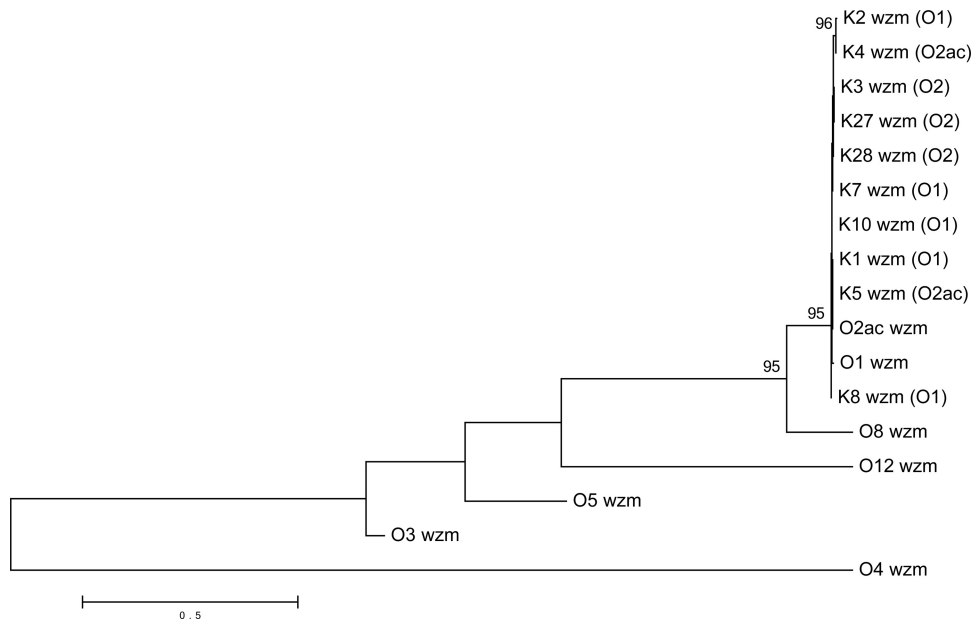 96
K2 wzm (O1)
K4 wzm (O2ac)
K3 wzm (O2)
K27 wzm (O2)
K28 wzm (O2)
K7 wzm (O1)
K10 wzm (O1)
K1 wzm (O1)
K5 wzm (O2ac)
95
O2ac wzm
O1 wzm
95
K8 wzm (O1)
O8 wzm
O12 wzm
O5 wzm
O3 wzm
O4 wzm
0.5